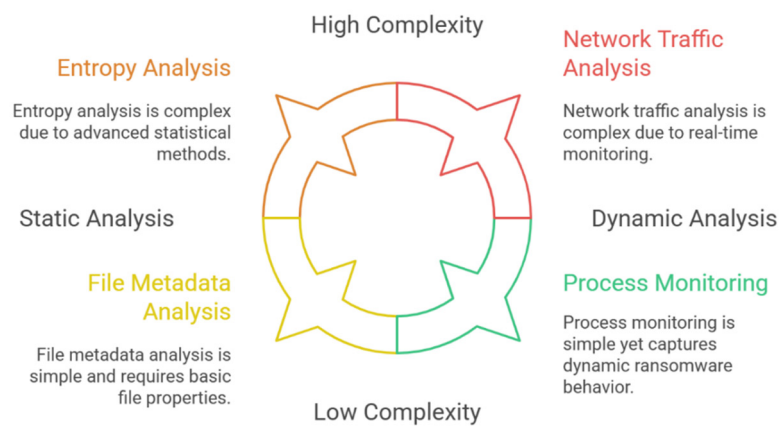 High Complexity
Entropy Analysis
Entropy analysis is complex
due to advanced statistical
methods.
Network Traffic
Analysis
Network traffic analysis is
complex due to real-time
monitoring.
Static Analysis
Dynamic Analysis
File Metadata
Analysis
File metadata analysis is
simple and requires basic
file properties.
Process Monitoring
Process monitoring is
simple yet captures
dynamic ransomware
behavior.
Low Complexity